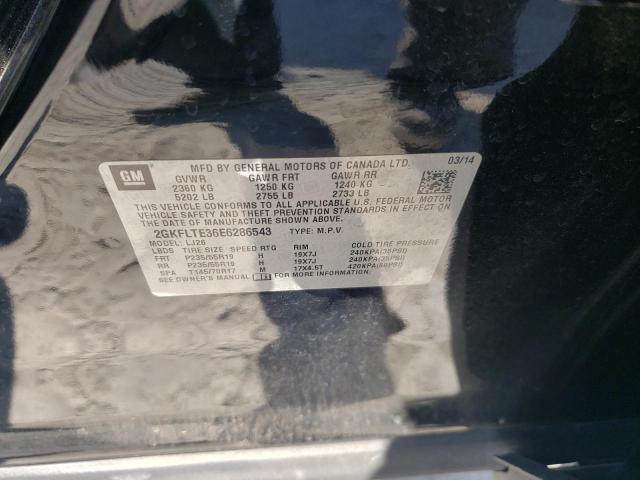 GM
MFD BY GENERAL MOTORS OF CANADA LTD. 03/14
GVWR GAWR FRT GAWR RR
2360 KG 1250 KG 1240 KG
5202 LB 2755 LB 2733 LB
THIS VEHICLE CONFORMS TO ALL APPLICABLE U.S. FEDERAL MOTOR
VEHICLE SAFETY, BUMPER, AND THEFT PREVENTION STANDARDS IN EFFECT ON
THE DATE OF MANUFACTURE SHOWN ABOVE.
2GKFLTE36E6286543 TYPE: M.P.V.
MODEL: LJ26
LBDS TIRE SIZE SPEED RTG RIM COLD TIRE PRESSURE
FRT P235/55R19 H 19X7J 240KPA(35PSI)
RR P235/55R19 H 19X7J 240KPA(35PSI)
SPA T145/70R17 M 17X4.5T 420KPA(60PSI)
SEE OWNER'S MANUAL